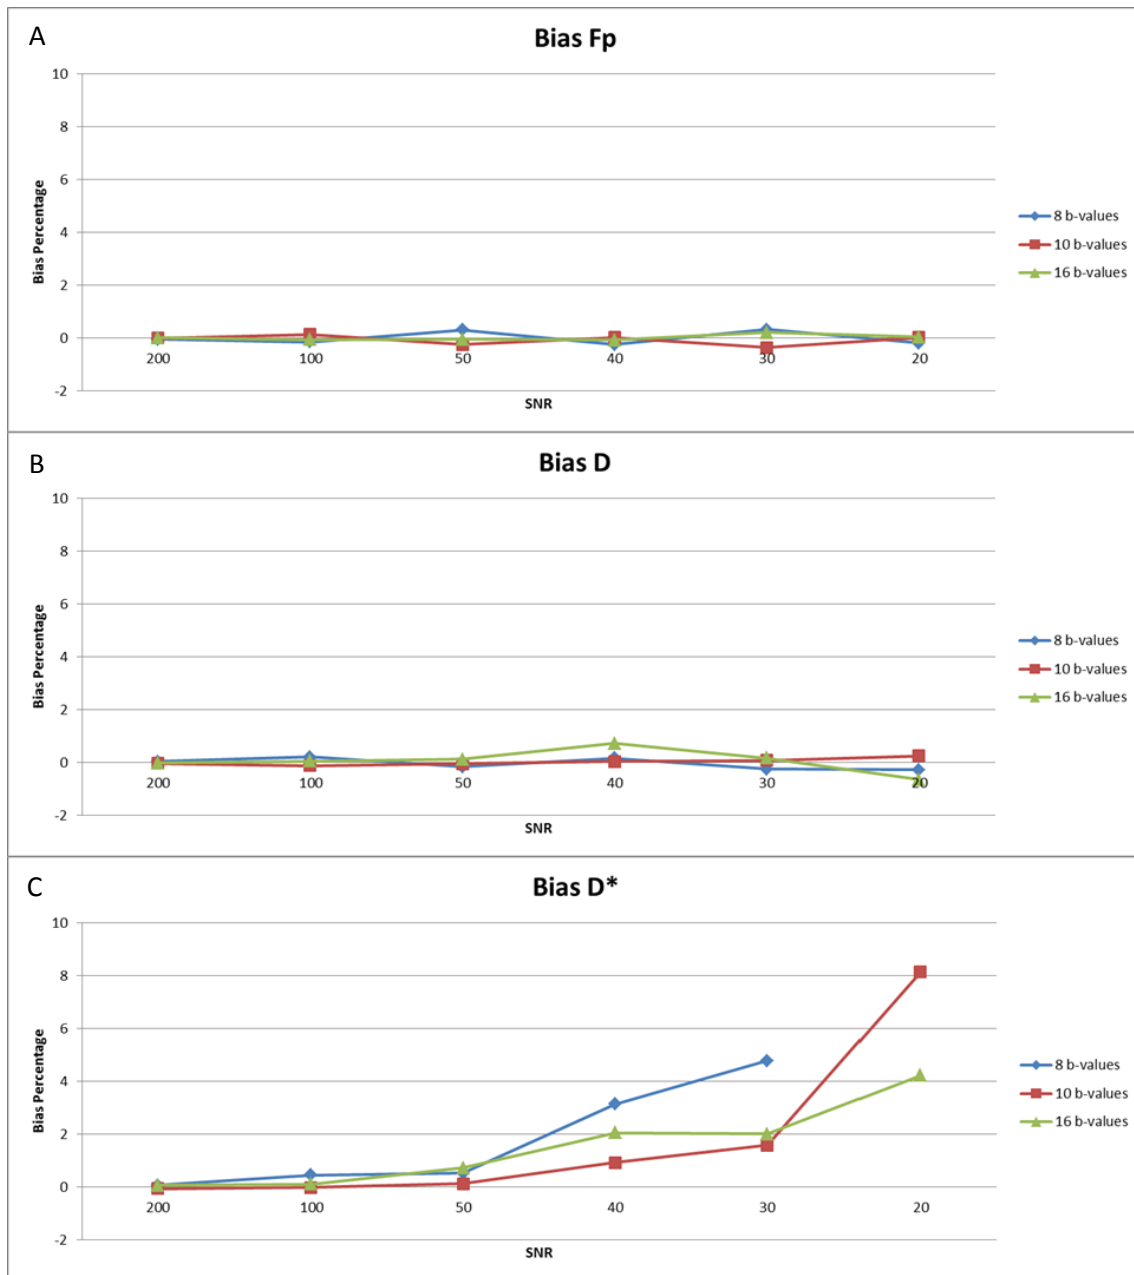 A
Bias Fp
10
8
6
4
2
0
-2
Bias Percentage
200 100 50 40 30 20
SNR
8 b-values
10 b-values
16 b-values
B
Bias D
10
8
6
4
2
0
-2
Bias Percentage
200 100 50 40 30 20
SNR
8 b-values
10 b-values
16 b-values
C
Bias D*
10
8
6
4
2
0
-2
Bias Percentage
200 100 50 40 30 20
SNR
8 b-values
10 b-values
16 b-values